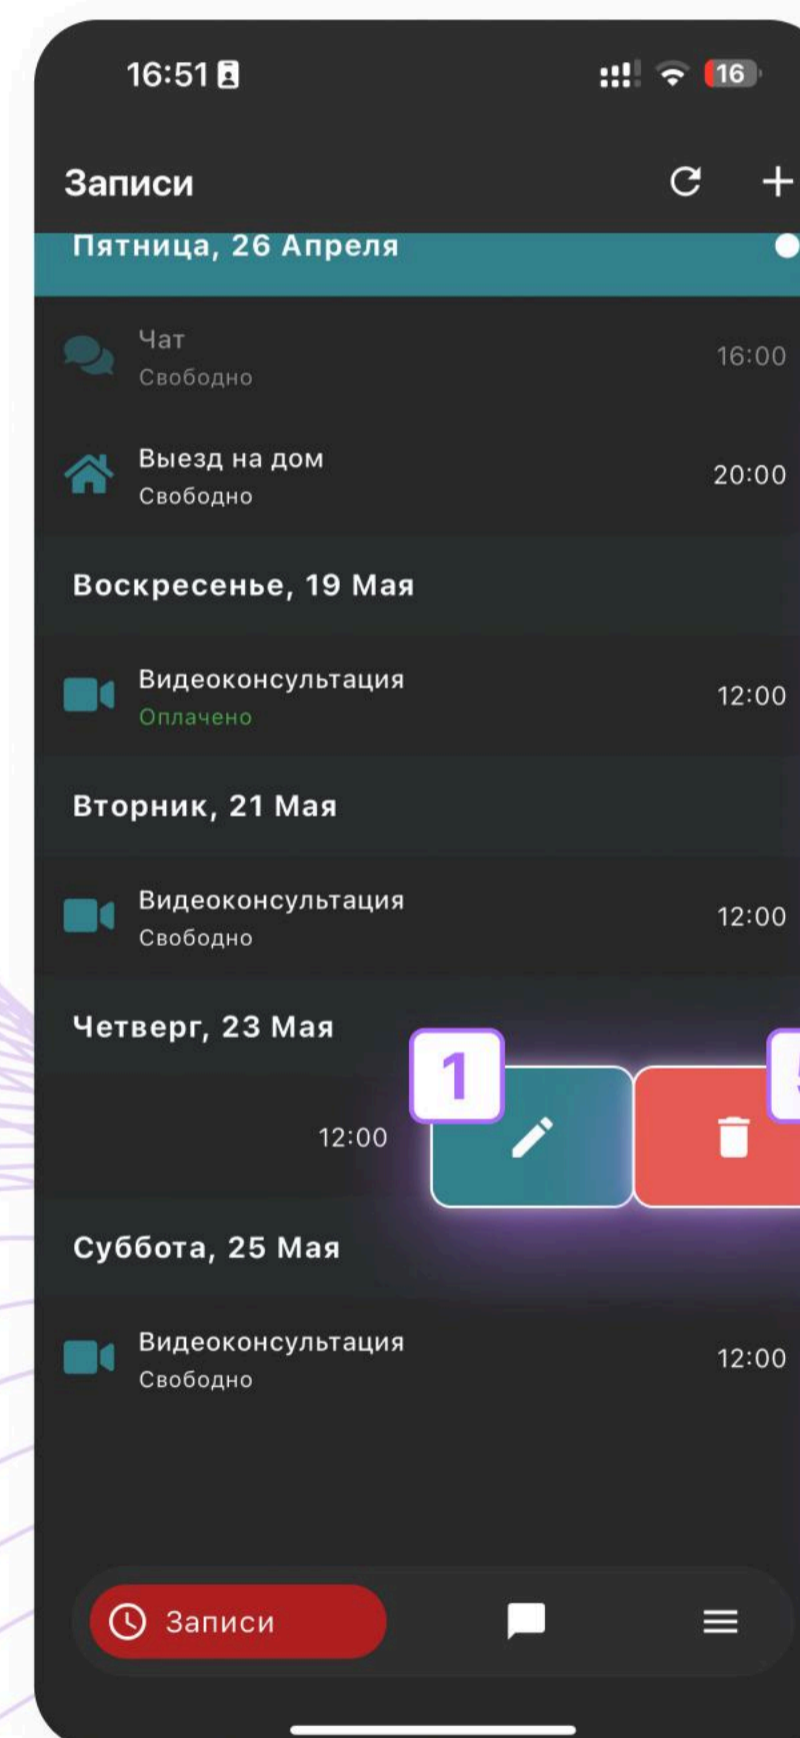 16:51
16
Записи
Пятница, 26 Апреля
Чат
16:00
Свободно
Выезд на дом
20:00
Свободно
Воскресенье, 19 Мая
Видеоконсультация
12:00
Оплачено
Вторник, 21 Мая
Видеоконсультация
12:00
Свободно
Четверг, 23 Мая
1
12:00
Суббота, 25 Мая
Видеоконсультация
12:00
Свободно
Записи